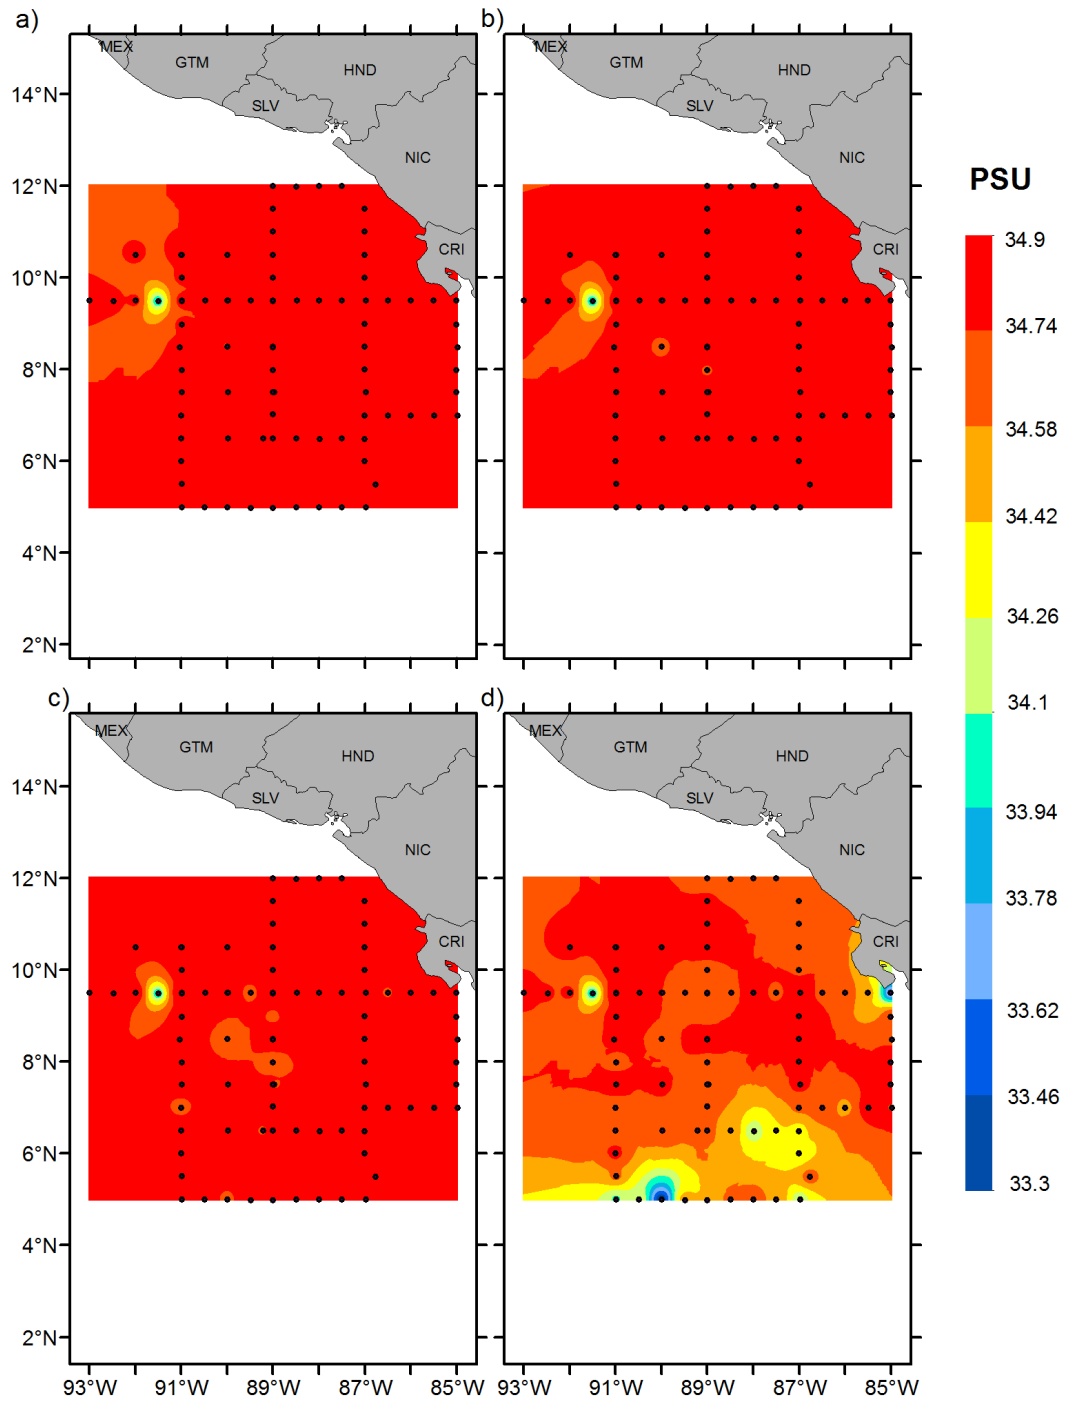 a)
b)
MEX
GTM
HND
SLV
NIC
CRI
MEX
GTM
HND
SLV
NIC
CRI
14°N
12°N
10°N
8°N
6°N
4°N
2°N
PSU
34.9
34.74
34.58
34.42
34.26
34.1
33.94
33.78
33.62
33.46
33.3
c)
d)
MEX
GTM
HND
SLV
NIC
CRI
MEX
GTM
HND
SLV
NIC
CRI
14°N
12°N
10°N
8°N
6°N
4°N
2°N
93°W 91°W 89°W 87°W 85°W
93°W 91°W 89°W 87°W 85°W